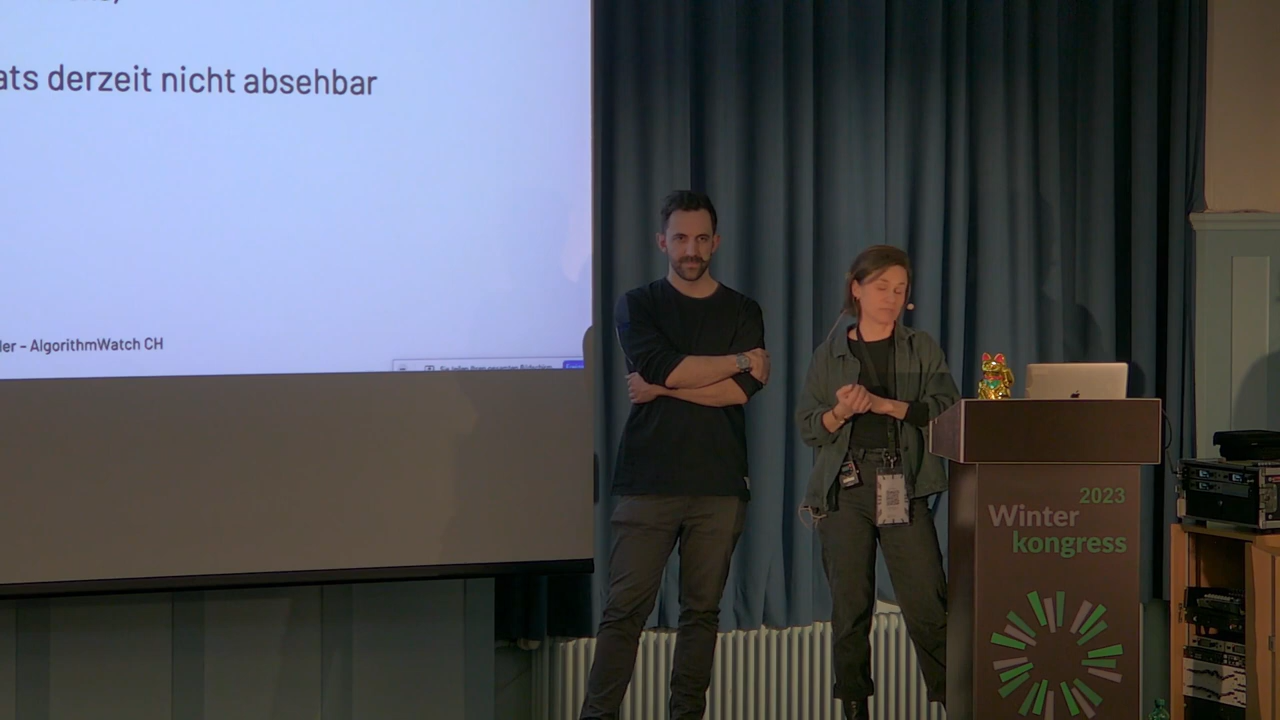 ats derzeit nicht absehbar
ler – AlgorithmWatch CH
2023
Winter
kongress